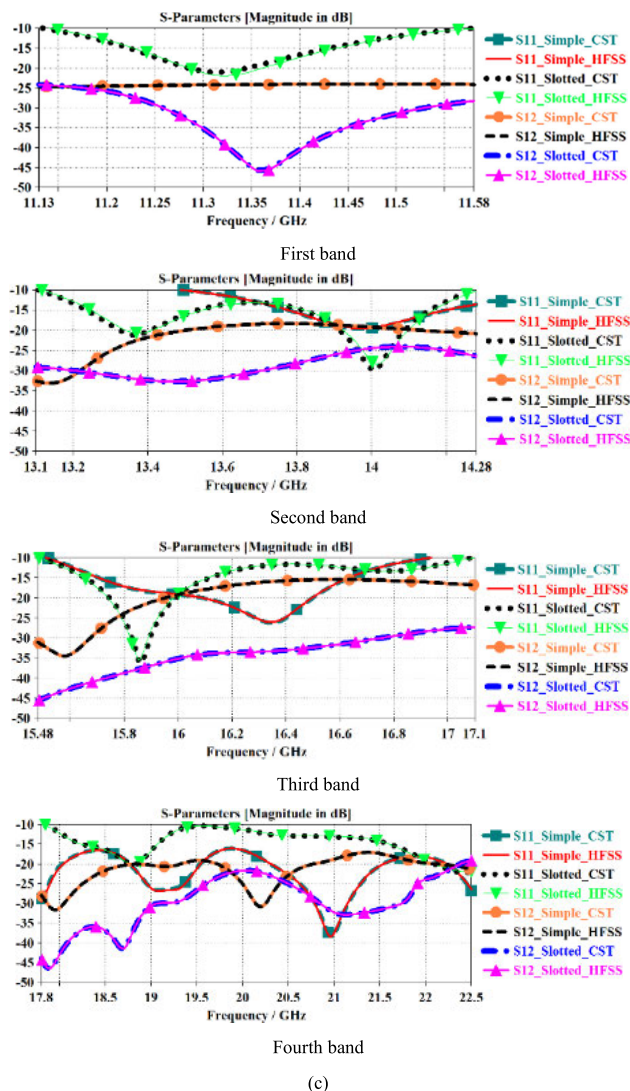 S-Parameters [Magnitude in dB]
-10
-15
-20
-25
-30
-35
-40
-45
-50
11.13 11.2 11.25 11.3 11.35 11.4 11.45 11.5 11.58
Frequency / GHz
S11_Simple_CST
S11_Simple_HFSS
S11_Slotted_CST
S11_Slotted_HFSS
S12_Simple_CST
S12_Simple_HFSS
S12_Slotted_CST
S12_Slotted_HFSS
First band
S-Parameters [Magnitude in dB]
-10
-15
-20
-25
-30
-35
-40
-45
-50
13.1 13.2 13.4 13.6 13.8 14 14.28
Frequency / GHz
S11_Simple_CST
S11_Simple_HFSS
S11_Slotted_CST
S11_Slotted_HFSS
S12_Simple_CST
S12_Simple_HFSS
S12_Slotted_CST
S12_Slotted_HFSS
Second band
S-Parameters [Magnitude in dB]
-10
-15
-20
-25
-30
-35
-40
-45
-50
15.48 15.8 16 16.2 16.4 16.6 16.8 17 17.1
Frequency / GHz
S11_Simple_CST
S11_Simple_HFSS
S11_Slotted_CST
S11_Slotted_HFSS
S12_Simple_CST
S12_Simple_HFSS
S12_Slotted_CST
S12_Slotted_HFSS
Third band
S-Parameters [Magnitude in dB]
-10
-15
-20
-25
-30
-35
-40
-45
-50
17.8 18.5 19 19.5 20 20.5 21 21.5 22 22.5
Frequency / GHz
S11_Simple_CST
S11_Simple_HFSS
S11_Slotted_CST
S11_Slotted_HFSS
S12_Simple_CST
S12_Simple_HFSS
S12_Slotted_CST
S12_Slotted_HFSS
Fourth band
(c)